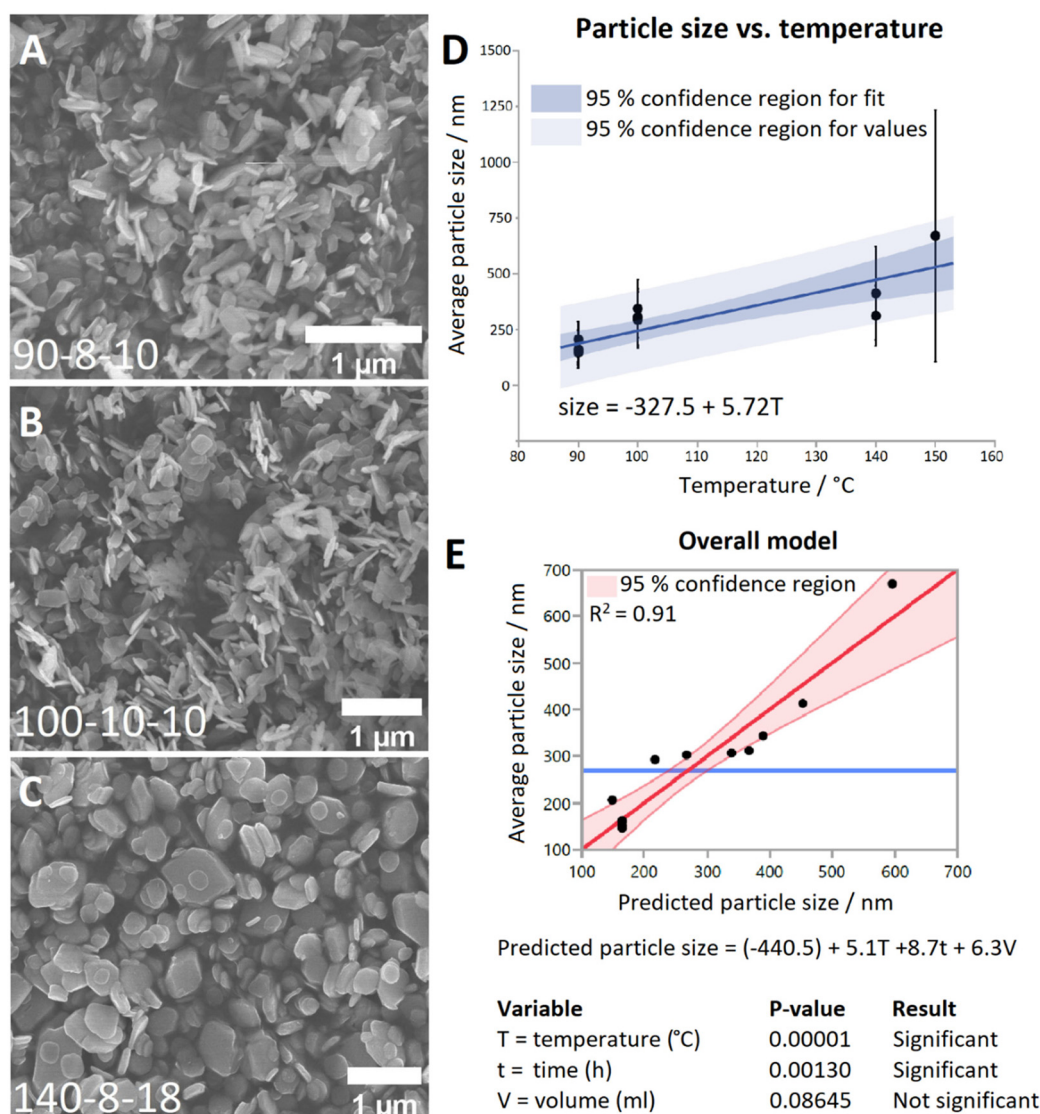 A
90-8-10
1 µm
B
100-10-10
1 µm
C
140-8-18
1 µm
D
Particle size vs. temperature
1500
1250
1000
750
500
250
0
Average particle size / nm
95 % confidence region for fit
95 % confidence region for values
size = -327.5 + 5.72T
80 90 100 110 120 130 140 150 160
Temperature / °C
E
Overall model
700
600
500
400
300
200
100
Average particle size / nm
95 % confidence region
R² = 0.91
100 200 300 400 500 600 700
Predicted particle size / nm
Predicted particle size = (-440.5) + 5.1T +8.7t + 6.3V
Variable P-value Result
T = temperature (°C) 0.00001 Significant
t = time (h) 0.00130 Significant
V = volume (ml) 0.08645 Not significant